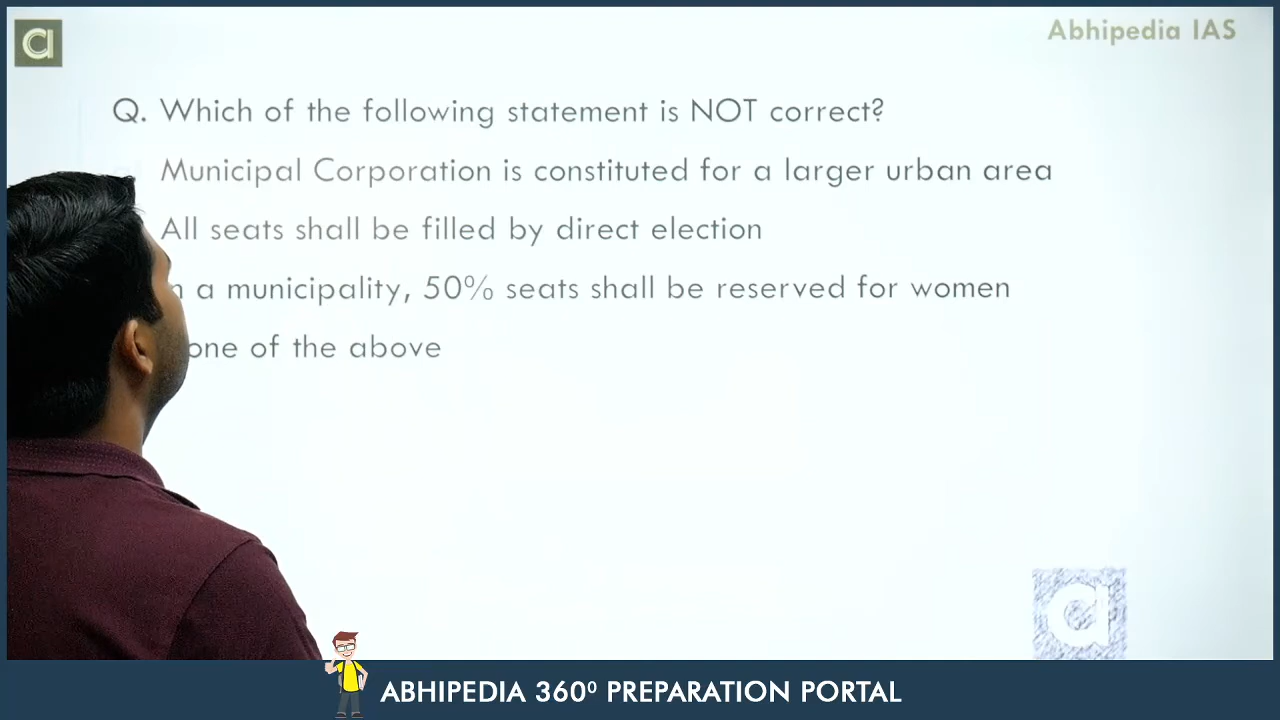 Abhipedia IAS
Q. Which of the following statement is NOT correct?
Municipal Corporation is constituted for a larger urban area
All seats shall be filled by direct election
a municipality, 50% seats shall be reserved for women
of the above
ABHIPEDIA 360⁰ PREPARATION PORTAL